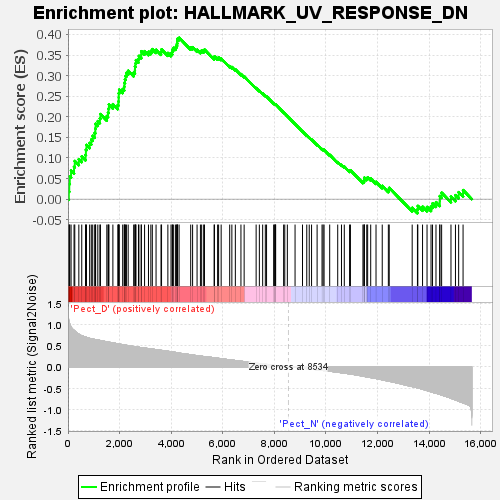 Enrichment plot: HALLMARK_UV_RESPONSE_DN
Enrichment score (ES)
0.40
0.35
0.30
0.25
0.20
0.15
0.10
0.05
0.00
-0.05
'Pect_D' (positively correlated)
Ranked list metric (Signal2Noise)
1.5
1.0
0.5
0.0
-0.5
-1.0
-1.5
Zero cross at 8534
'Pect_N' (negatively correlated)
0
2,000
4,000
6,000
8,000
10,000
12,000
14,000
16,000
Rank in Ordered Dataset
Enrichment profile
Hits
Ranking metric scores